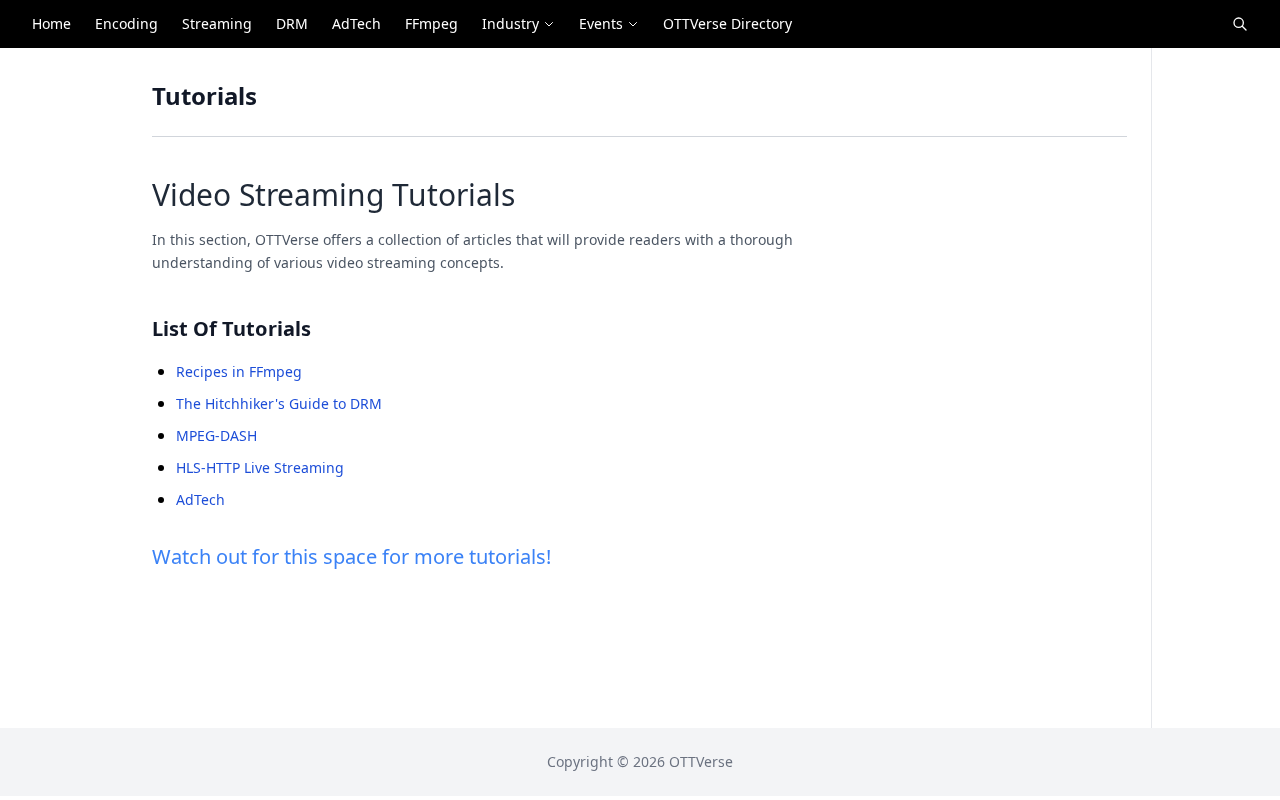 Home Encoding Streaming DRM AdTech FFmpeg Industry Events OTTVerse Directory
Tutorials
Video Streaming Tutorials
In this section, OTTVerse offers a collection of articles that will provide readers with a thorough
understanding of various video streaming concepts.
List Of Tutorials
Recipes in FFmpeg
The Hitchhiker's Guide to DRM
MPEG-DASH
HLS-HTTP Live Streaming
AdTech
Watch out for this space for more tutorials!
Copyright © 2026 OTTVerse